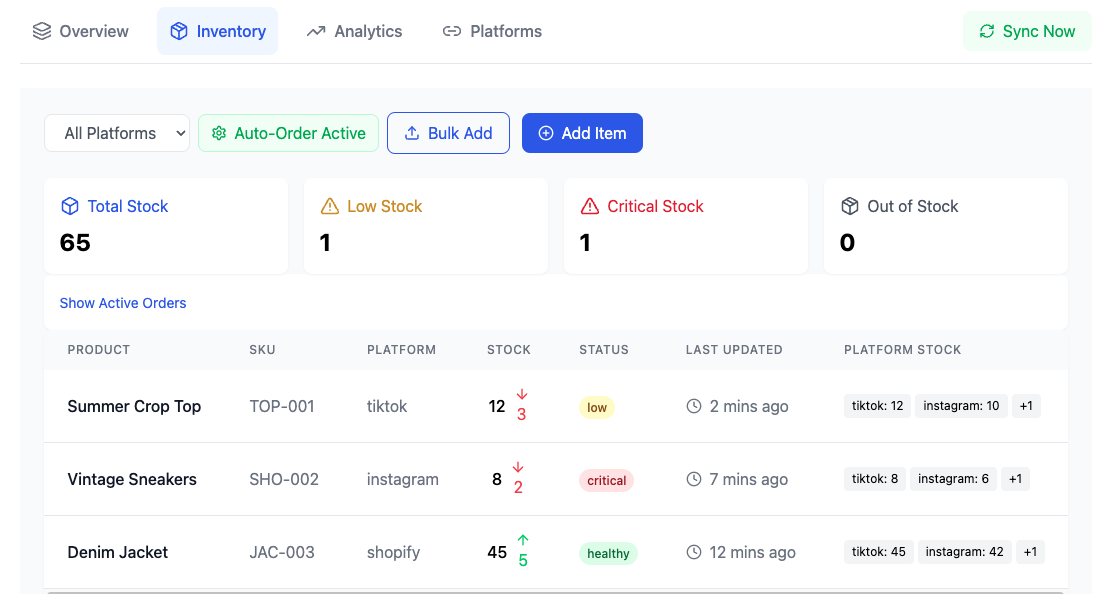 Overview Inventory Analytics Platforms Sync Now
All Platforms Auto-Order Active Bulk Add Add Item
Total Stock Low Stock Critical Stock Out of Stock
65 1 1 0
Show Active Orders
PRODUCT SKU PLATFORM STOCK STATUS LAST UPDATED PLATFORM STOCK
Summer Crop Top TOP-001 tiktok 12 ↓ 3 low 2 mins ago tiktok: 12 instagram: 10 +1
Vintage Sneakers SHO-002 instagram 8 ↓ 2 critical 7 mins ago tiktok: 8 instagram: 6 +1
Denim Jacket JAC-003 shopify 45 ↑ 5 healthy 12 mins ago tiktok: 45 instagram: 42 +1